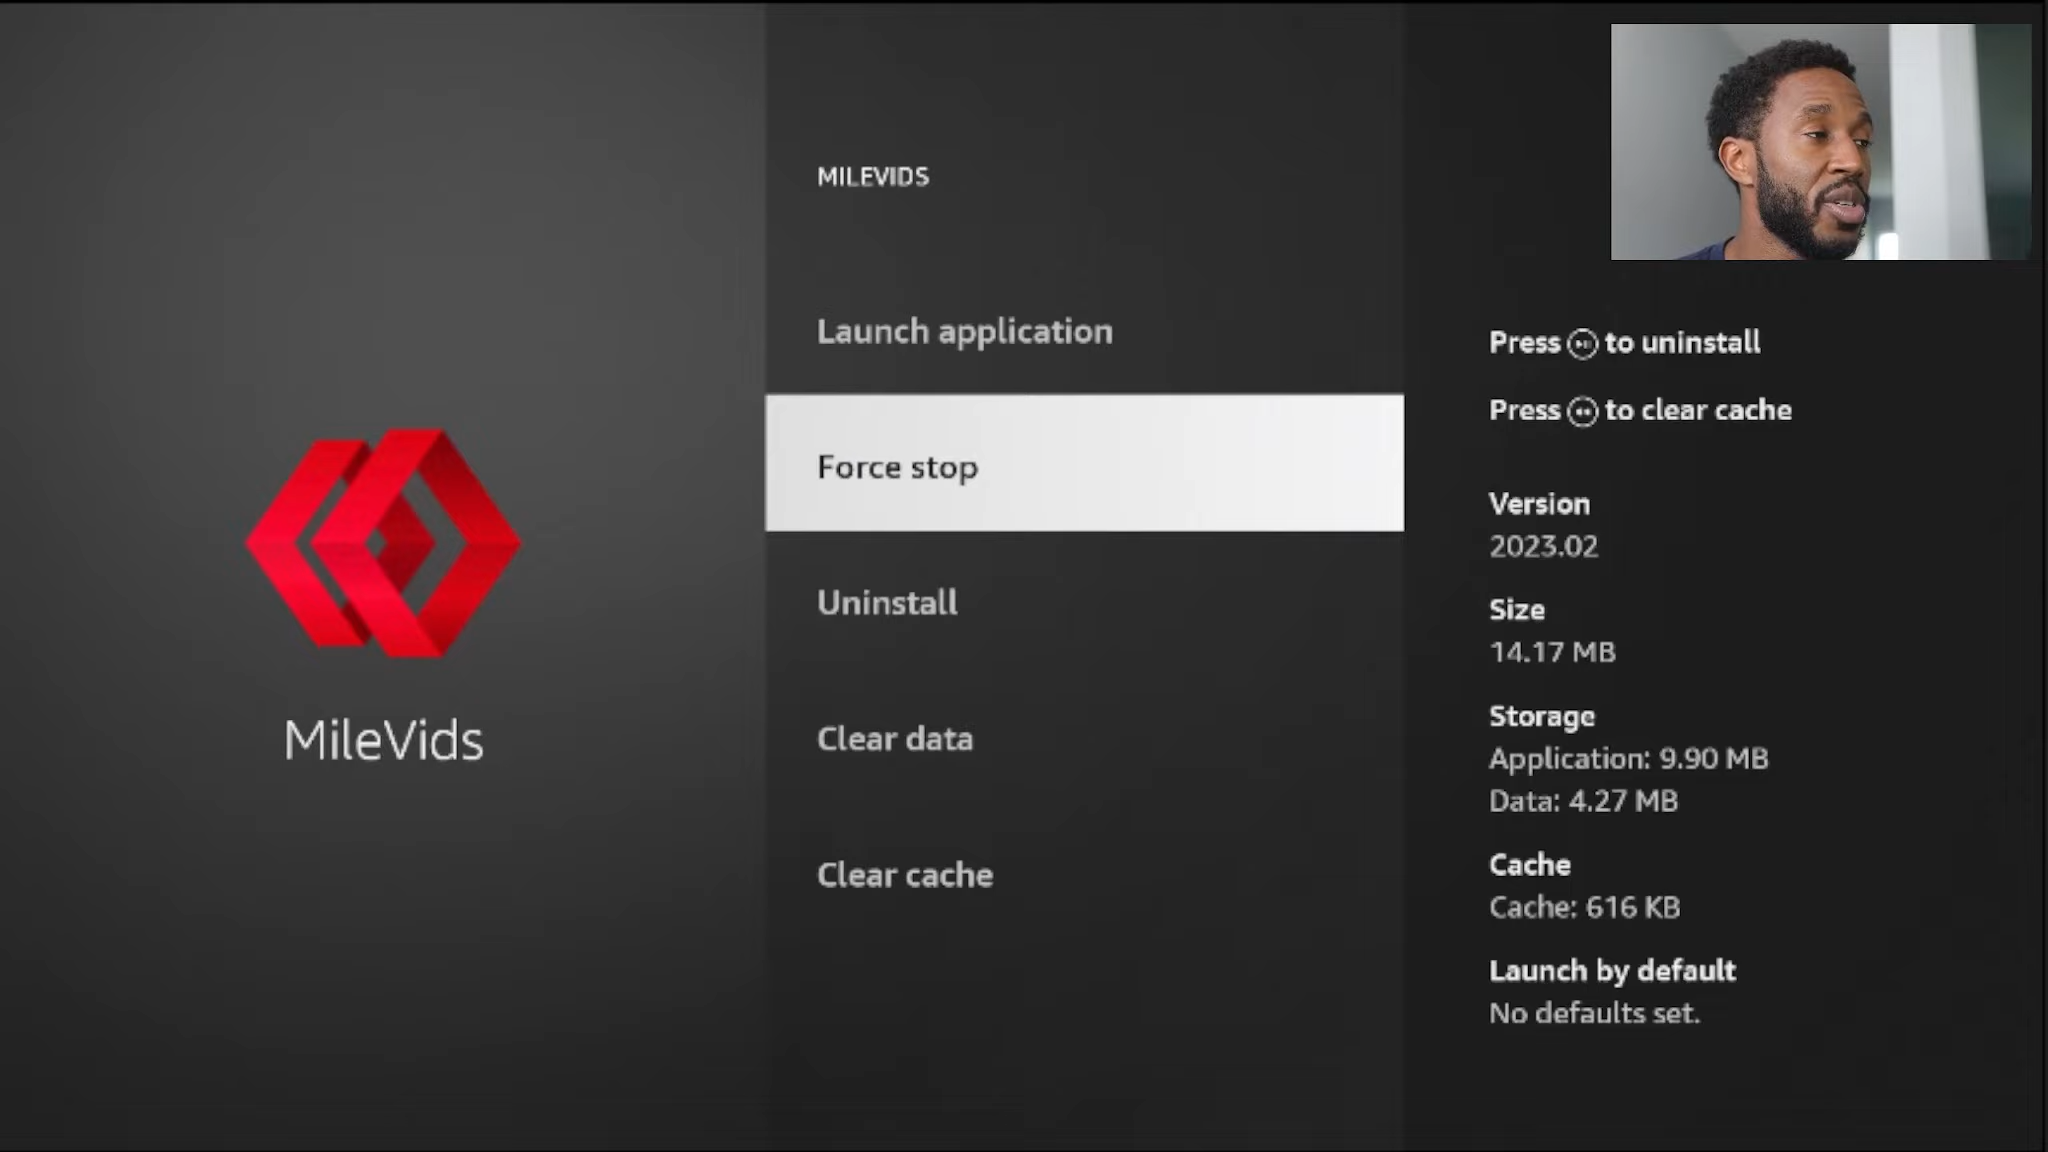 MILEVIDS
Launch application
Force stop
Uninstall
Clear data
Clear cache
MileVids
Press to uninstall
Press to clear cache
Version
2023.02
Size
14.17 MB
Storage
Application: 9.90 MB
Data: 4.27 MB
Cache
Cache: 616 KB
Launch by default
No defaults set.